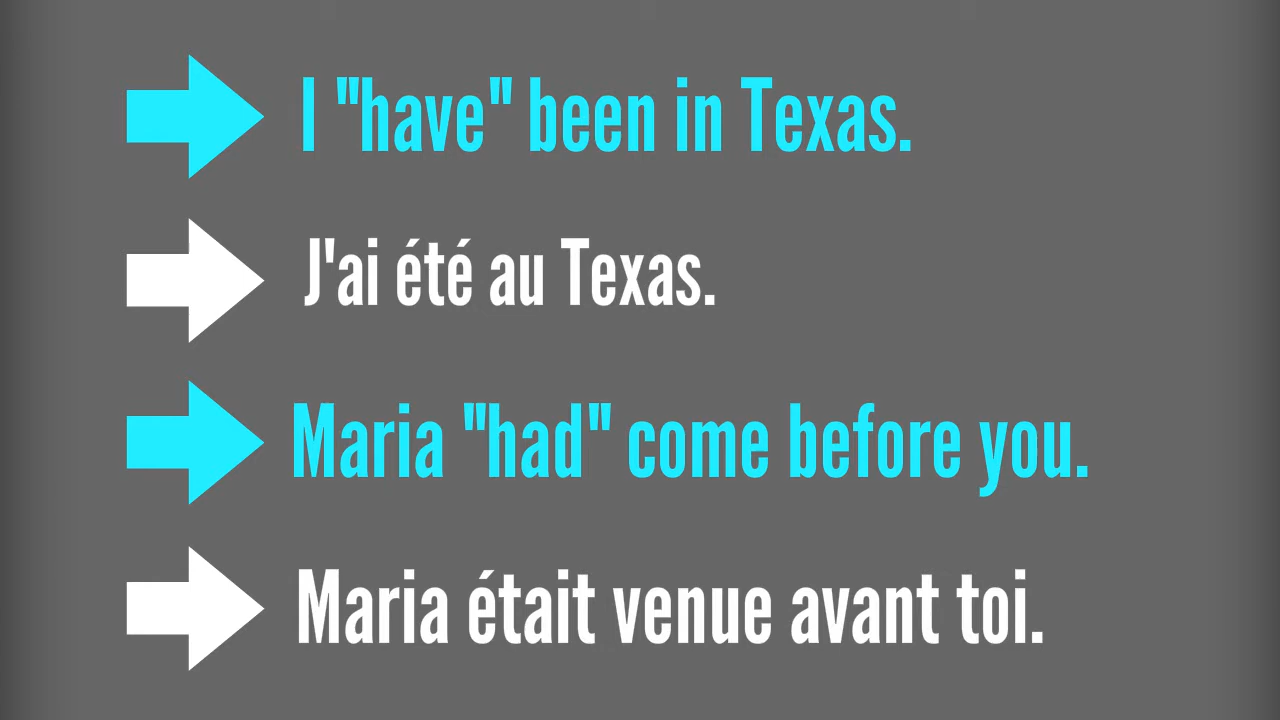 I "have" been in Texas.
J'ai été au Texas.
Maria "had" come before you.
Maria était venue avant toi.